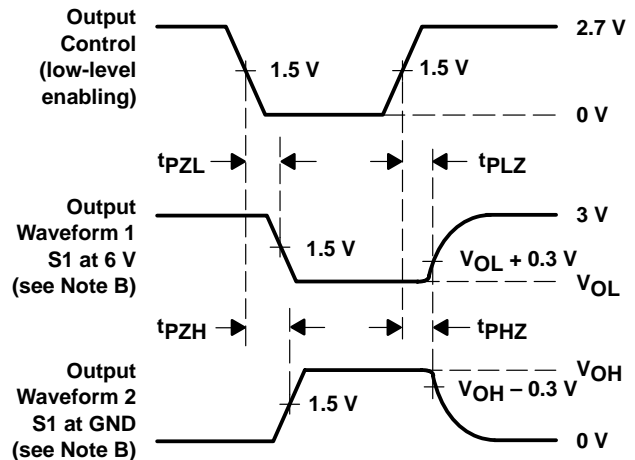 Output
Control
(low-level
enabling)
2.7 V
1.5 V
1.5 V
0 V
tPZL
tPLZ
Output
Waveform 1
S1 at 6 V
(see Note B)
3 V
1.5 V
VOL + 0.3 V
VOL
tPZH
tPHZ
Output
Waveform 2
S1 at GND
(see Note B)
VOH
VOH – 0.3 V
1.5 V
0 V